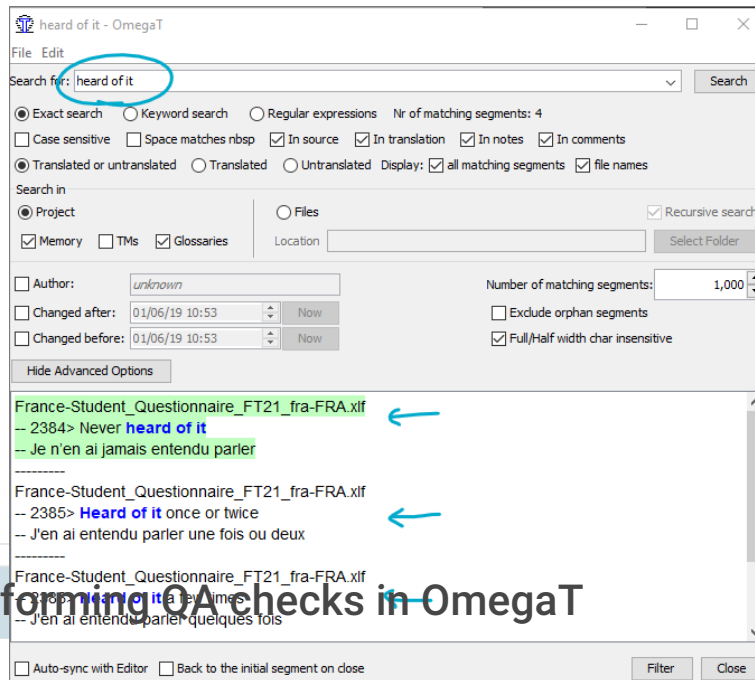 heard of it - OmegaT
File Edit
Search for: heard of it Search
Exact search Keyword search Regular expressions Nr of matching segments: 4
Case sensitive Space matches nbsp In source In translation In notes In comments
Translated or untranslated Translated Untranslated Display: all matching segments file names
Search in
Project Files Recursive search
Memory TMs Glossaries Location Select Folder
Author: unknown Number of matching segments: 1,000
Changed after: 01/06/19 10:53 Now Exclude orphan segments
Changed before: 01/06/19 10:53 Now Full/Half width char insensitive
Hide Advanced Options
France-Student_Questionnaire_FT21_fra-FRA.xlf
-- 2384> Never heard of it
-- Je n'en ai jamais entendu parler
---------
France-Student_Questionnaire_FT21_fra-FRA.xlf
-- 2385> Heard of it once or twice
-- J'en ai entendu parler une fois ou deux
---------
France-Student_Questionnaire_FT21_fra-FRA.xlf
-- 2386> Heard of it a few times
forming QA checks in OmegaT
-- J'en ai entendu parler quelques fois
Auto-sync with Editor Back to the initial segment on close Filter Close